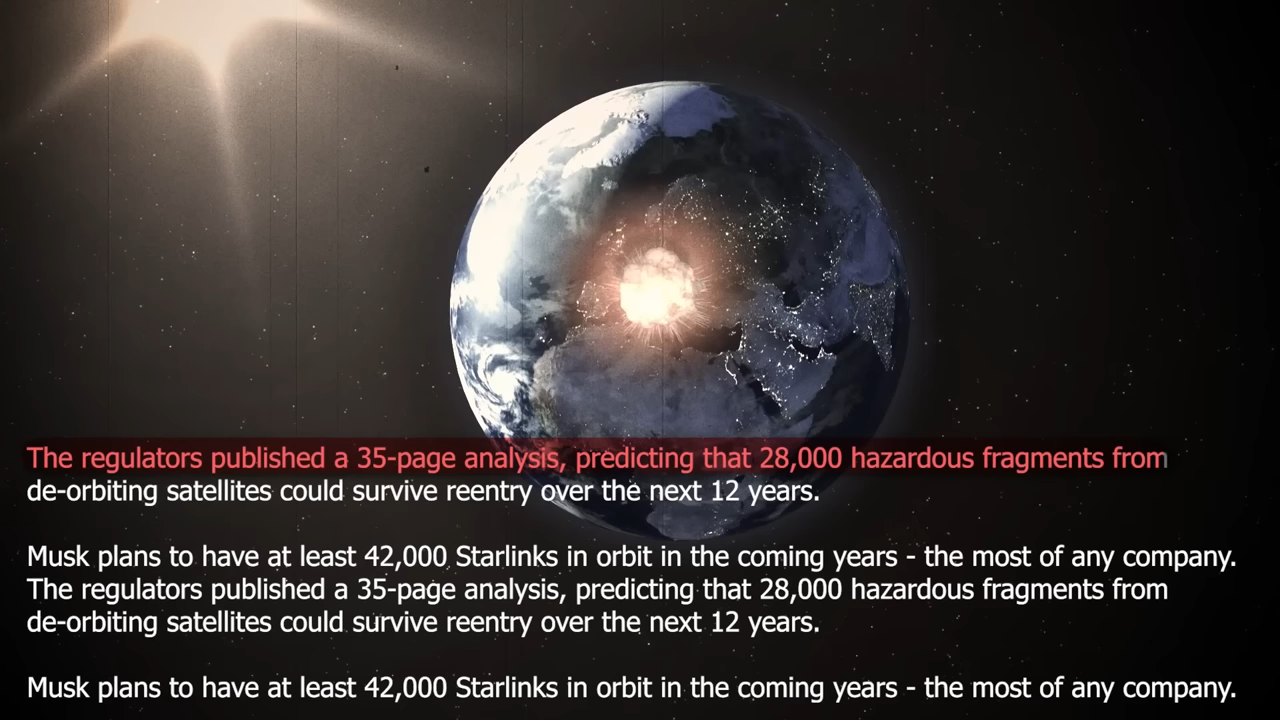 The regulators published a 35-page analysis, predicting that 28,000 hazardous fragments from
de-orbiting satellites could survive reentry over the next 12 years.
Musk plans to have at least 42,000 Starlinks in orbit in the coming years - the most of any company.
The regulators published a 35-page analysis, predicting that 28,000 hazardous fragments from
de-orbiting satellites could survive reentry over the next 12 years.
Musk plans to have at least 42,000 Starlinks in orbit in the coming years - the most of any company.